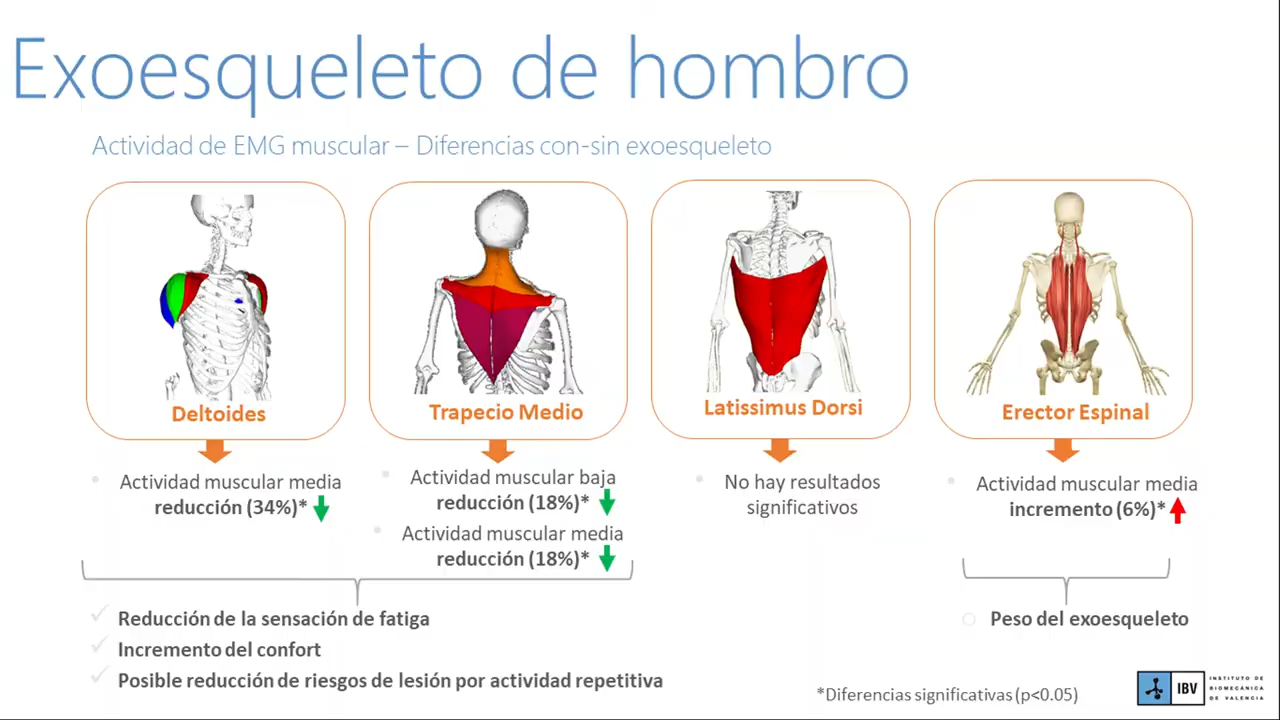 Exoesqueleto de hombro
Actividad de EMG muscular – Diferencias con-sin exoesqueleto
Deltoides
Actividad muscular media
reducción (34%)*
Trapecio Medio
Actividad muscular baja
reducción (18%)*
Actividad muscular media
reducción (18%)*
Latissimus Dorsi
No hay resultados
significativos
Erector Espinal
Actividad muscular media
incremento (6%)*
Reducción de la sensación de fatiga
Incremento del confort
Posible reducción de riesgos de lesión por actividad repetitiva
Peso del exoesqueleto
*Diferencias significativas (p<0.05)
IBV
INSTITUTO DE
BIOMECÁNICA
DE VALENCIA